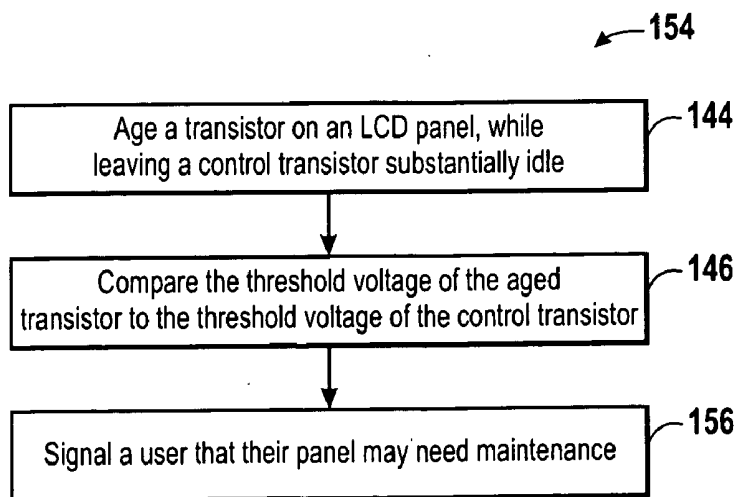 154
Age a transistor on an LCD panel, while
leaving a control transistor substantially idle
144
Compare the threshold voltage of the aged
transistor to the threshold voltage of the control transistor
146
Signal a user that their panel may need maintenance
156